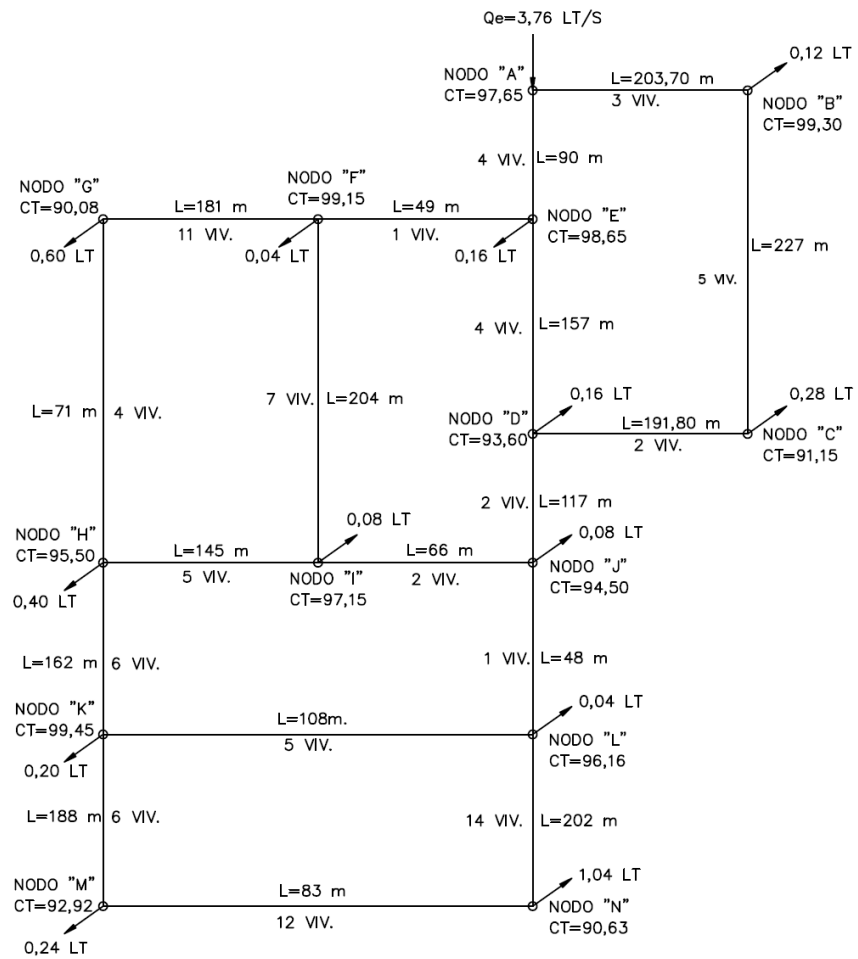 Qe=3,76 LT/S
0,12 LT
NODO "A"
CT=97,65
L=203,70 m
3 VIV.
NODO "B"
CT=99,30
4 VIV.
L=90 m
NODO "G"
CT=90,08
L=181 m
11 VIV.
NODO "F"
CT=99,15
L=49 m
1 VIV.
NODO "E"
CT=98,65
0,60 LT
0,04 LT
0,16 LT
L=227 m
5 VIV.
4 VIV.
L=157 m
L=71 m
4 VIV.
7 VIV.
L=204 m
0,16 LT
0,28 LT
NODO "D"
CT=93,60
L=191,80 m
2 VIV.
NODO "C"
CT=91,15
2 VIV.
L=117 m
0,08 LT
0,08 LT
NODO "H"
CT=95,50
L=145 m
5 VIV.
L=66 m
2 VIV.
NODO "I"
CT=97,15
NODO "J"
CT=94,50
0,40 LT
L=162 m
6 VIV.
1 VIV.
L=48 m
0,04 LT
NODO "K"
CT=99,45
L=108m.
5 VIV.
NODO "L"
CT=96,16
0,20 LT
L=188 m
6 VIV.
14 VIV.
L=202 m
1,04 LT
NODO "M"
CT=92,92
L=83 m
12 VIV.
NODO "N"
CT=90,63
0,24 LT